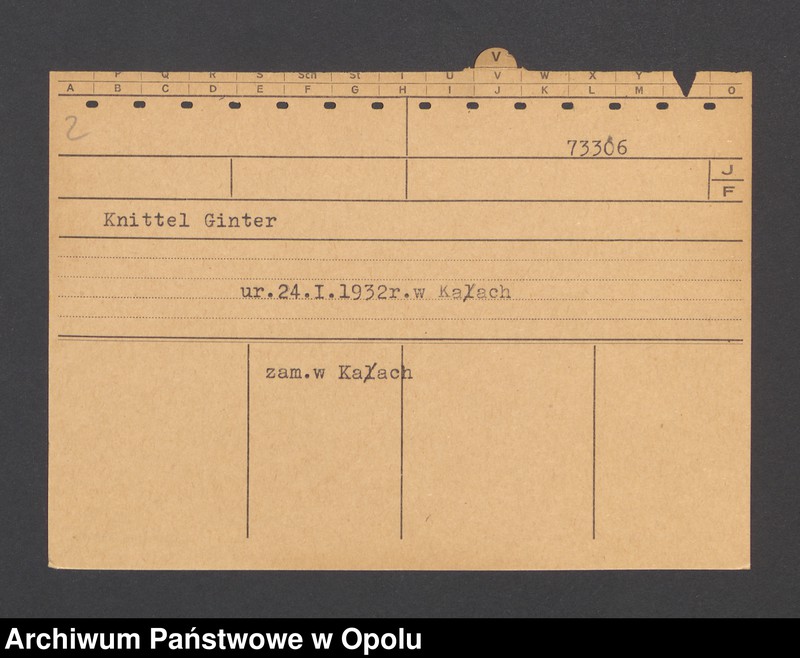 V
P Q R S Sch St T U V W X Y
A B C D E F G H I J K L M O
2
73306
J
F
Knittel Ginter
ur.24.I.1932r.w Kałach
zam.w Kałach
Archiwum Państwowe w Opolu